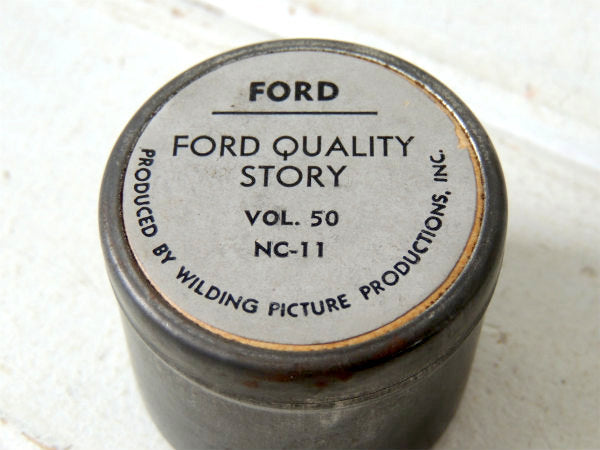 FORD
FORD QUALITY
STORY
VOL. 50
NC-11
PRODUCED BY WILDING PICTURE PRODUCTIONS, INC.